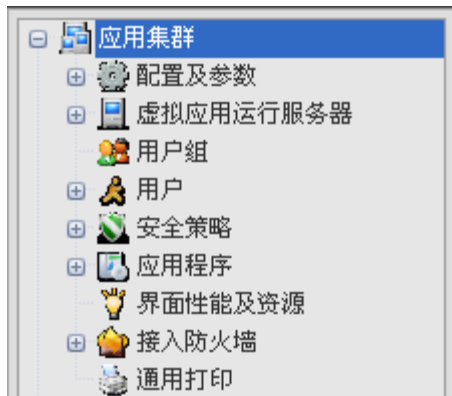 应用集群
配置及参数
虚拟应用运行服务器
用户组
用户
安全策略
应用程序
界面性能及资源
接入防火墙
通用打印